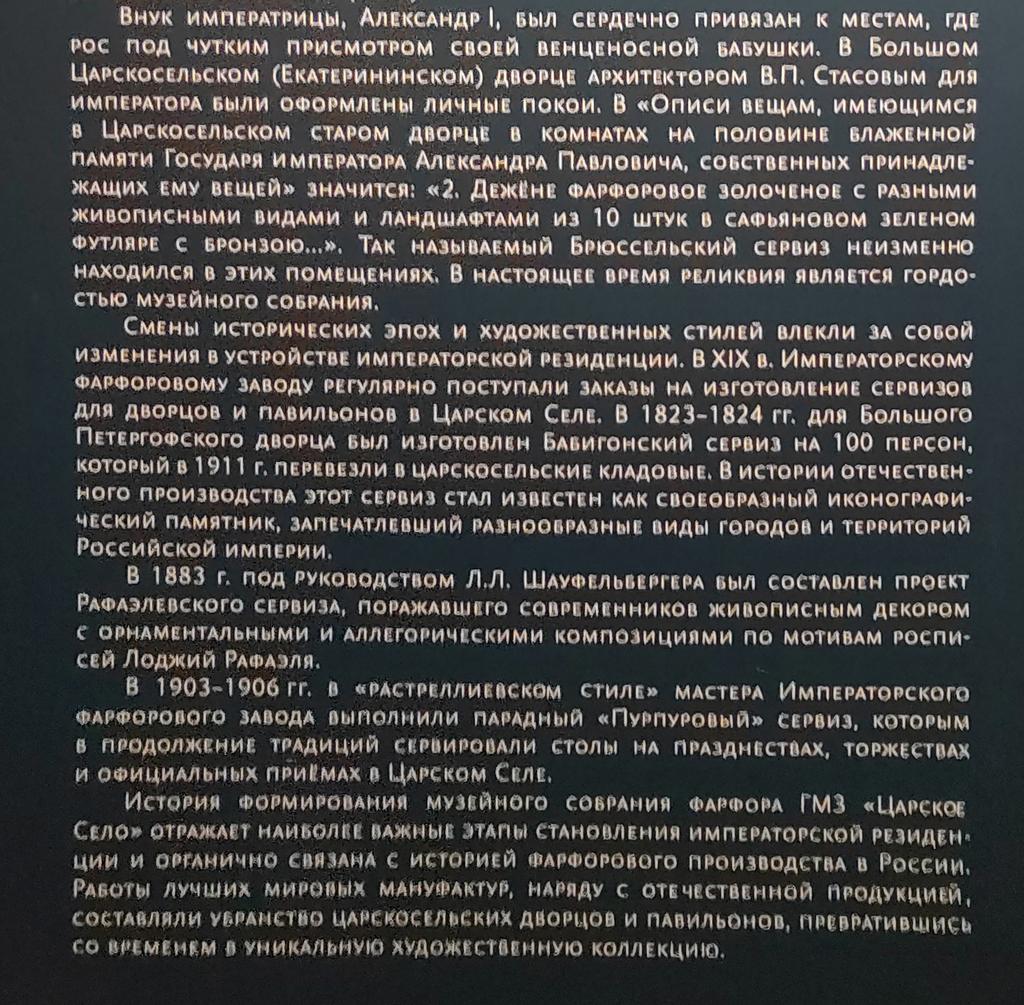 Внук императрицы, Александр I, был сердечно привязан к местам, где
рос под чутким присмотром своей венценосной бабушки. В Большом
Царскосельском (Екатерининском) дворце архитектором В.П. Стасовым для
императора были оформлены личные покои. В «Описи вещам, имеющимся
в Царскосельском старом дворце в комнатах на половине блаженной
памяти Государя императора Александра Павловича, собственных принадле-
жащих ему вещей» значится: «2. Дежёне фарфоровое золоченое с разными
живописными видами и ландшафтами из 10 штук в сафьяновом зеленом
футляре с бронзою...». Так называемый Брюссельский сервиз неизменно
находился в этих помещениях. В настоящее время реликвия является гордо-
стью музейного собрания.
Смены исторических эпох и художественных стилей влекли за собой
изменения в устройстве императорской резиденции. В XIX в. Императорскому
фарфоровому заводу регулярно поступали заказы на изготовление сервизов
для дворцов и павильонов в Царском Селе. В 1823-1824 гг. для Большого
Петергофского дворца был изготовлен Бабигонский сервиз на 100 персон,
который в 1911 г. перевезли в царскосельские кладовые. В истории отечествен-
ного производства этот сервиз стал известен как своеобразный иконографи-
ческий памятник, запечатлевший разнообразные виды городов и территорий
Российской империи.
В 1883 г. под руководством Л.Л. Шауфельбергера был составлен проект
Рафаэлевского сервиза, поражавшего современников живописным декором
с орнаментальными и аллегорическими композициями по мотивам роспи-
сей Лоджий Рафаэля.
В 1903-1906 гг. в «растреллиевском стиле» мастера Императорского
фарфорового завода выполнили парадный «Пурпуровый» сервиз, которым
в продолжение традиций сервировали столы на празднествах, торжествах
и официальных приёмах в Царском Селе.
История формирования музейного собрания фарфора ГМЗ «Царское
Село» отражает наиболее важные этапы становления императорской резиден-
ции и органично связана с историей фарфорового производства в России.
Работы лучших мировых мануфактур, наряду с отечественной продукцией,
составляли убранство царскосельских дворцов и павильонов, превратившись
со временем в уникальную художественную коллекцию.